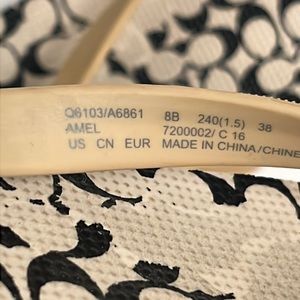 Q6103/A6861 8B 240(1.5) 38
AMEL 7200002/ C 16
US CN EUR MADE IN CHINA/CHINE